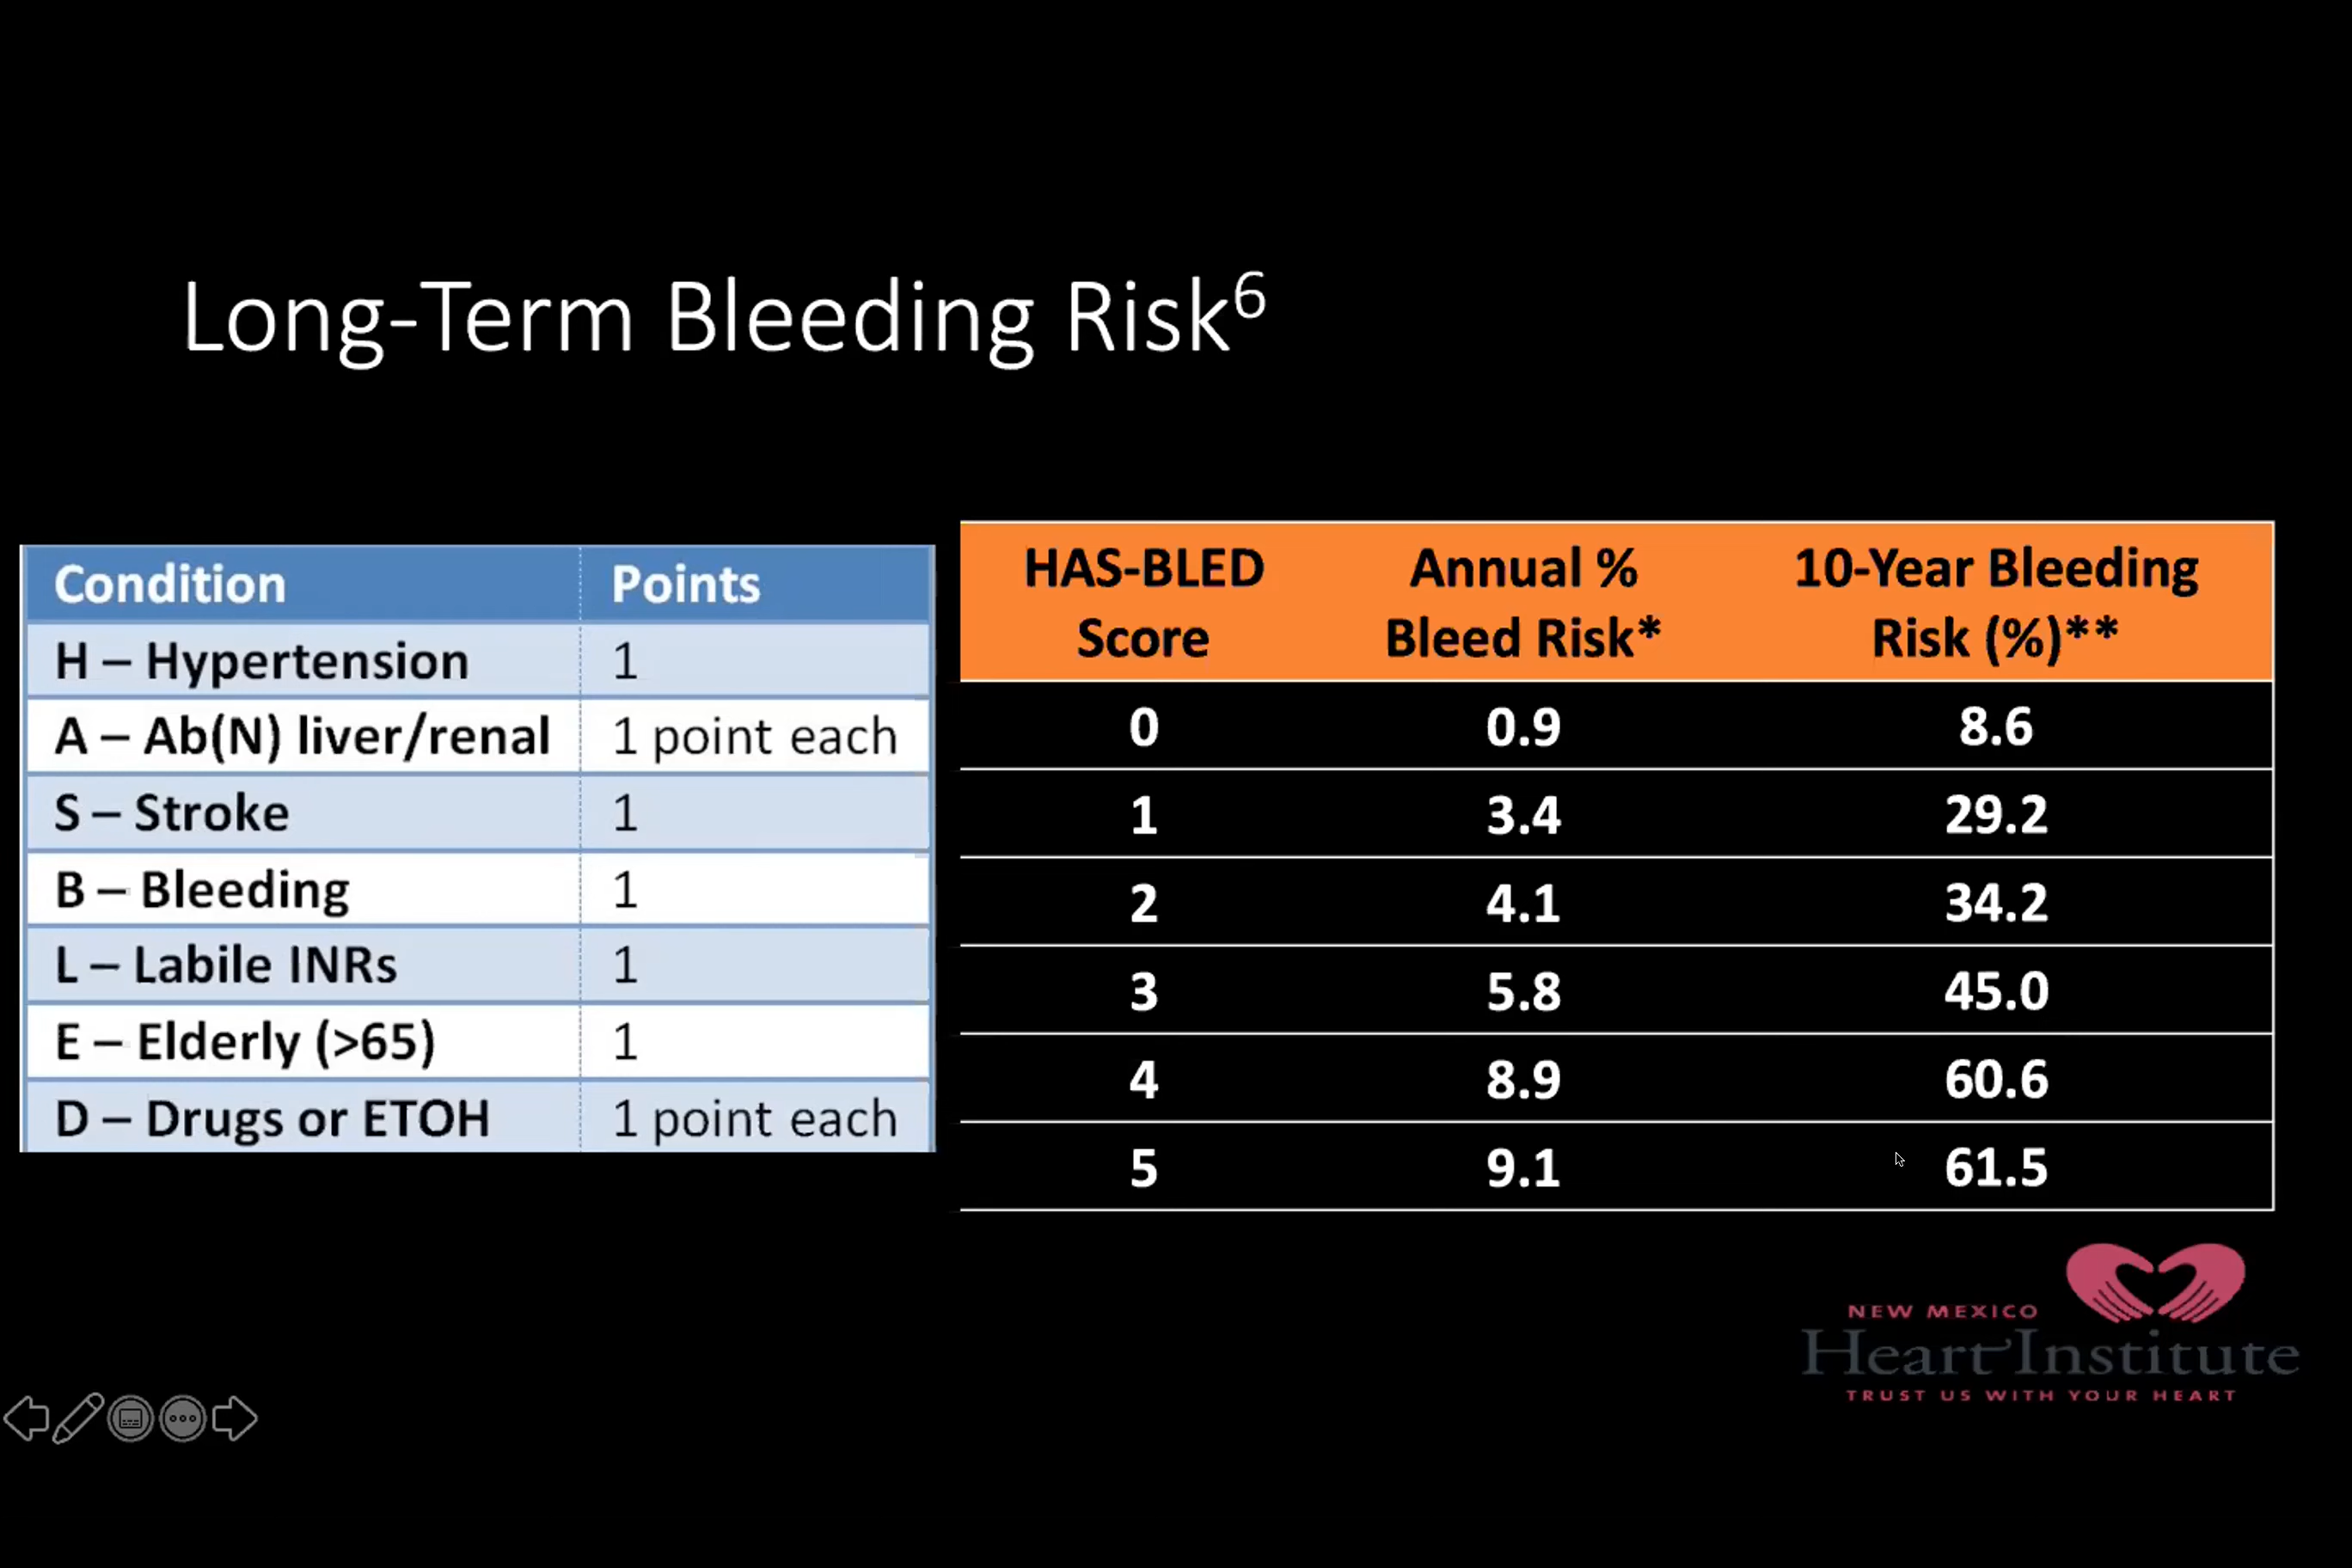 Long-Term Bleeding Risk⁶
Condition Points
H – Hypertension 1
A – Ab(N) liver/renal 1 point each
S – Stroke 1
B – Bleeding 1
L – Labile INRs 1
E – Elderly (>65) 1
D – Drugs or ETOH 1 point each
HAS-BLED Score Annual % Bleed Risk* 10-Year Bleeding Risk (%)**
0 0.9 8.6
1 3.4 29.2
2 4.1 34.2
3 5.8 45.0
4 8.9 60.6
5 9.1 61.5
NEW MEXICO
Heart Institute
TRUST US WITH YOUR HEART